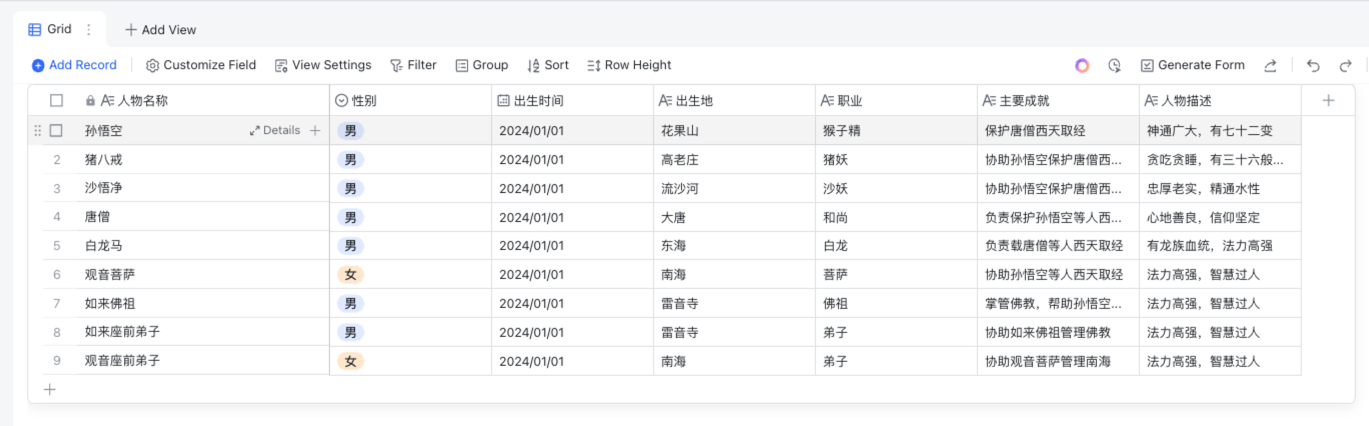 Grid
Add View
Add Record Customize Field View Settings Filter Group Sort Row Height Generate Form
人物名称 性别 出生时间 出生地 职业 主要成就 人物描述
孙悟空 Details 男 2024/01/01 花果山 猴子精 保护唐僧西天取经 神通广大，有七十二变
2 猪八戒 男 2024/01/01 高老庄 猪妖 协助孙悟空保护唐僧西... 贪吃贪睡，有三十六般...
3 沙悟净 男 2024/01/01 流沙河 沙妖 协助孙悟空保护唐僧西... 忠厚老实，精通水性
4 唐僧 男 2024/01/01 大唐 和尚 负责保护孙悟空等人西... 心地善良，信仰坚定
5 白龙马 男 2024/01/01 东海 白龙 负责载唐僧等人西天取经 有龙族血统，法力高强
6 观音菩萨 女 2024/01/01 南海 菩萨 协助孙悟空等人西天取经 法力高强，智慧过人
7 如来佛祖 男 2024/01/01 雷音寺 佛祖 掌管佛教，帮助孙悟空... 法力高强，智慧过人
8 如来座前弟子 男 2024/01/01 雷音寺 弟子 协助如来佛祖管理佛教 法力高强，智慧过人
9 观音座前弟子 女 2024/01/01 南海 弟子 协助观音菩萨管理南海 法力高强，智慧过人